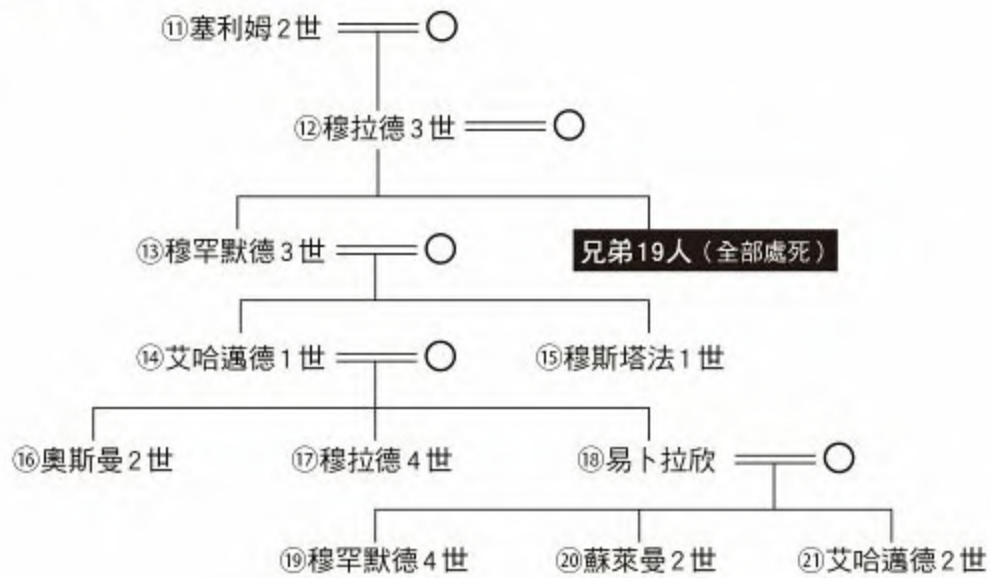 ⑪塞利姆2世
⑫穆拉德3世
⑬穆罕默德3世
兄弟19人（全部處死）
⑭艾哈邁德1世
⑮穆斯塔法1世
⑯奧斯曼2世
⑰穆拉德4世
⑱易卜拉欣
⑲穆罕默德4世
⑳蘇萊曼2世
㉑艾哈邁德2世